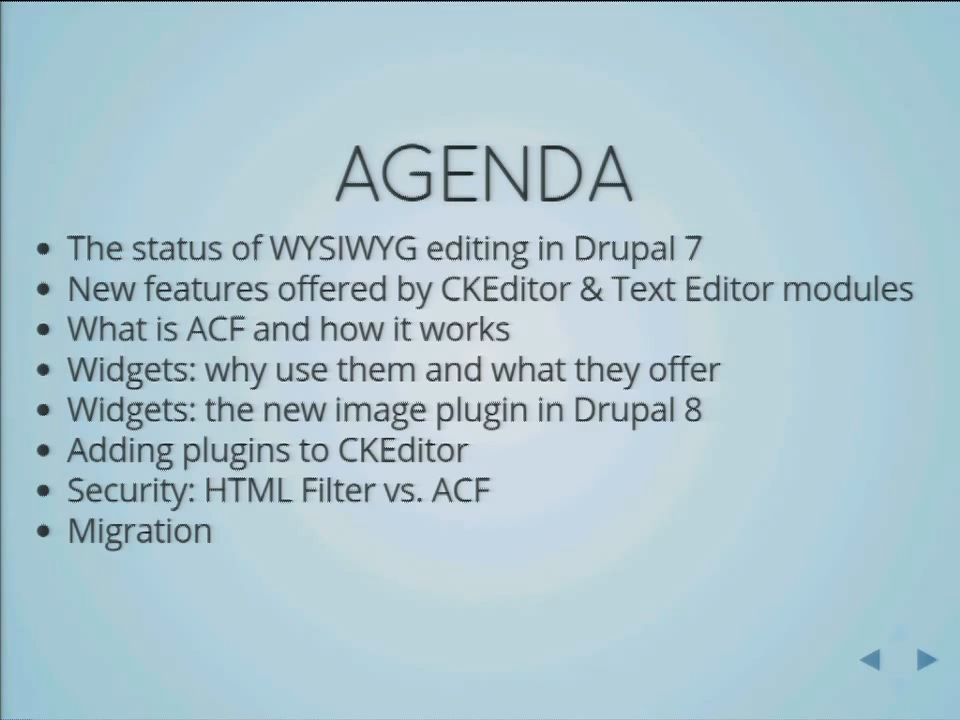 AGENDA
• The status of WYSIWYG editing in Drupal 7
• New features offered by CKEditor & Text Editor modules
• What is ACF and how it works
• Widgets: why use them and what they offer
• Widgets: the new image plugin in Drupal 8
• Adding plugins to CKEditor
• Security: HTML Filter vs. ACF
• Migration